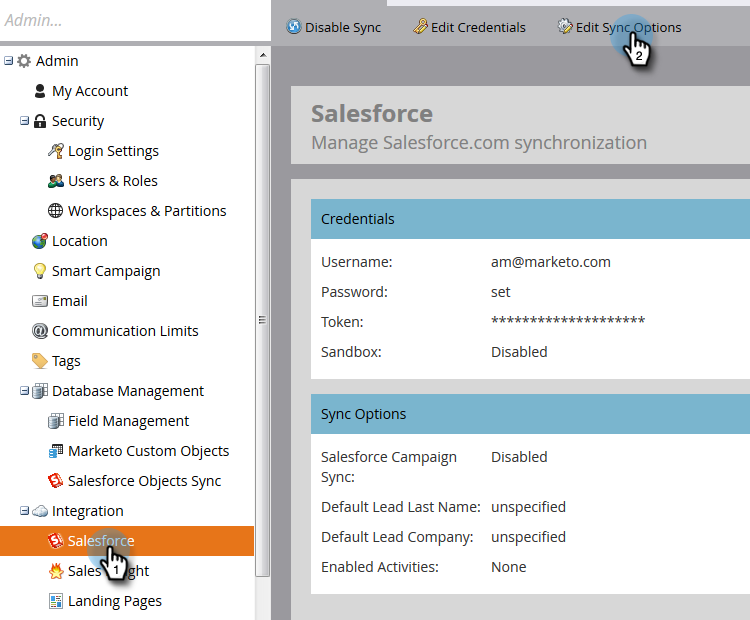 Admin...
Disable Sync
Edit Credentials
Edit Sync Options
2
Admin
My Account
Security
Login Settings
Users & Roles
Workspaces & Partitions
Location
Smart Campaign
Email
Communication Limits
Tags
Database Management
Field Management
Marketo Custom Objects
Salesforce Objects Sync
Integration
Salesforce
1
Sales
Landing Pages
Salesforce
Manage Salesforce.com synchronization
Credentials
Username: am@marketo.com
Password: set
Token: ********************
Sandbox: Disabled
Sync Options
Salesforce Campaign Disabled
Sync:
Default Lead Last Name: unspecified
Default Lead Company: unspecified
Enabled Activities: None